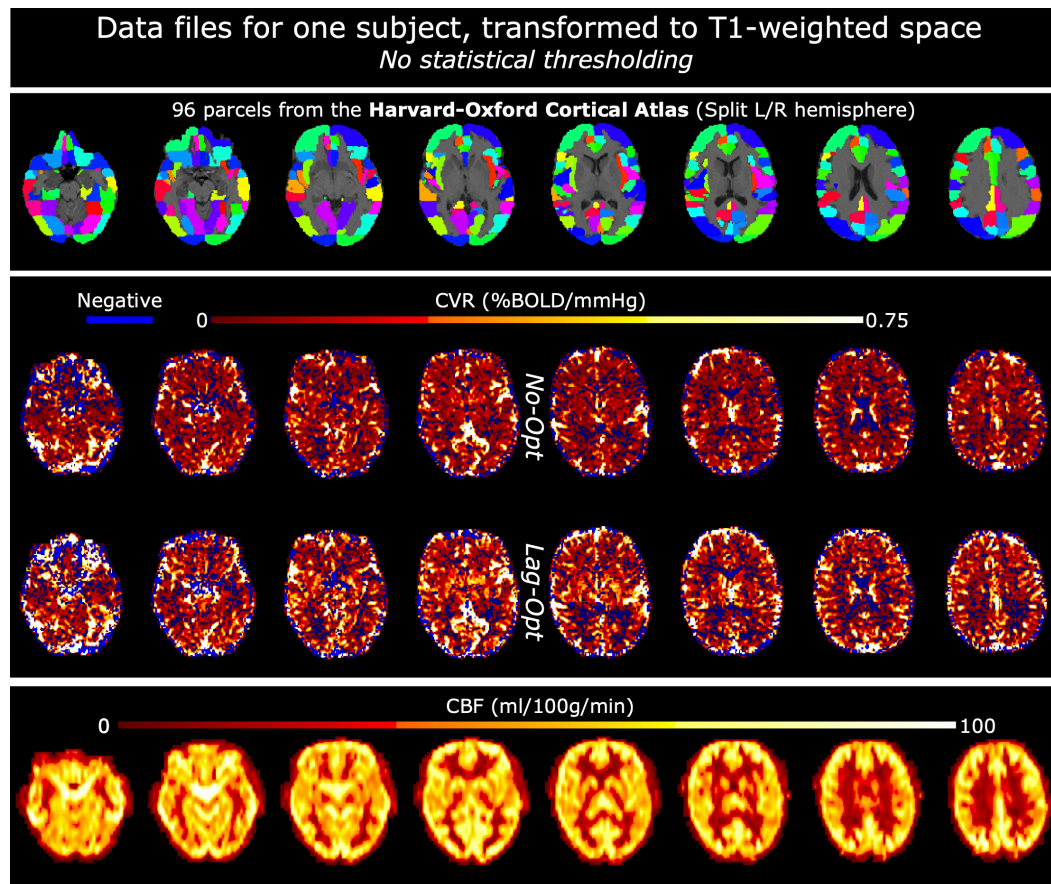 Data files for one subject, transformed to T1-weighted space
No statistical thresholding
96 parcels from the Harvard-Oxford Cortical Atlas (Split L/R hemisphere)
Negative
CVR (%BOLD/mmHg)
0
0.75
No-Opt
Lag-Opt
CBF (ml/100g/min)
0
100